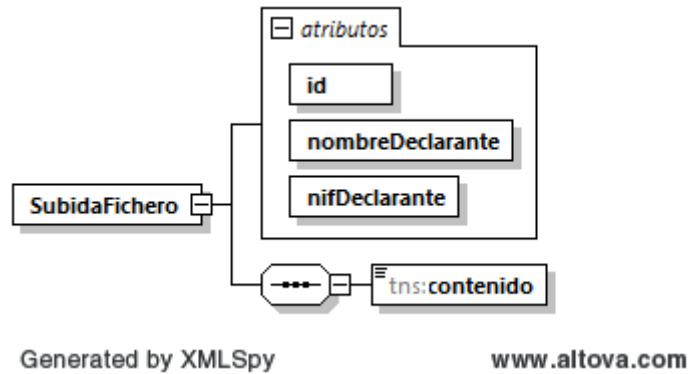 atributos
id
nombreDeclarante
nifDeclarante
SubidaFichero
tns:contenido
Generated by XMLSpy
www.altova.com